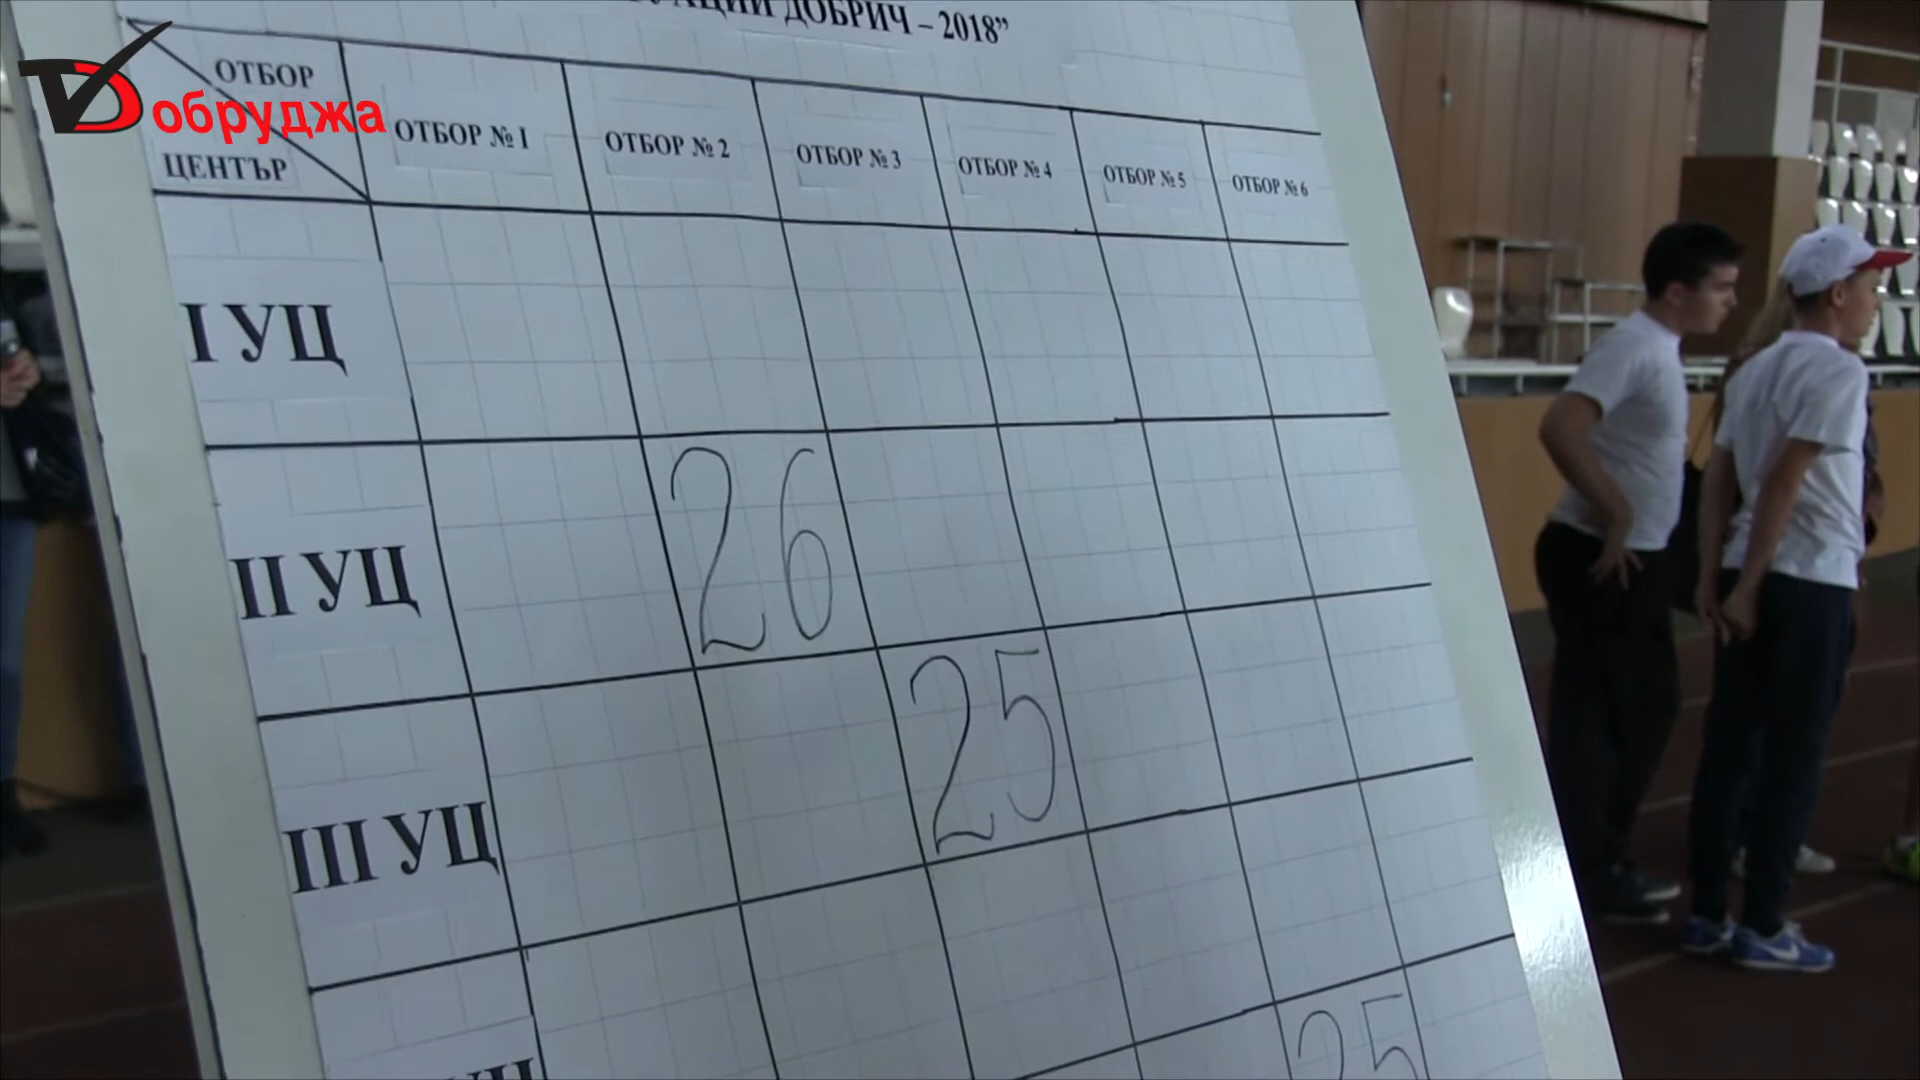 ДОБРИЧ – 2018”
Добруджа
ОТБОР
ЦЕНТЪР
ОТБОР № 1
ОТБОР № 2
ОТБОР № 3
ОТБОР № 4
ОТБОР № 5
ОТБОР № 6
I УЦ
II УЦ
26
III УЦ
25
25